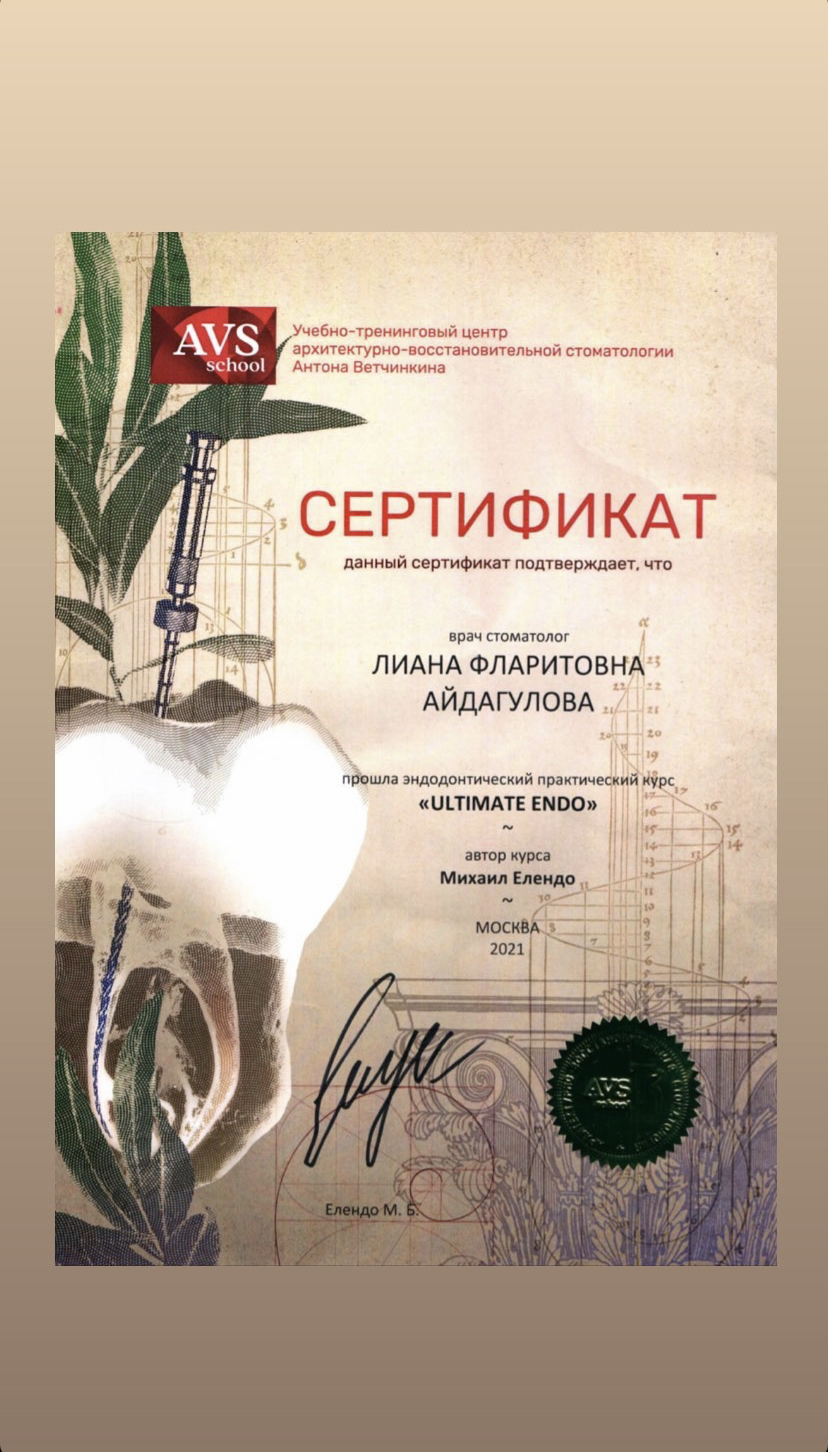 AVS
school
Учебно-тренинговый центр
архитектурно-восстановительной стоматологии
Антона Ветчинкина
СЕРТИФИКАТ
данный сертификат подтверждает, что
врач стоматолог
ЛИАНА ФЛАРИТОВНА
АЙДАГУЛОВА
прошла эндодонтический практический курс
«ULTIMATE ENDO»
~
автор курса
Михаил Елендо
~
МОСКВА
2021
Елендо М. Б.
AVS